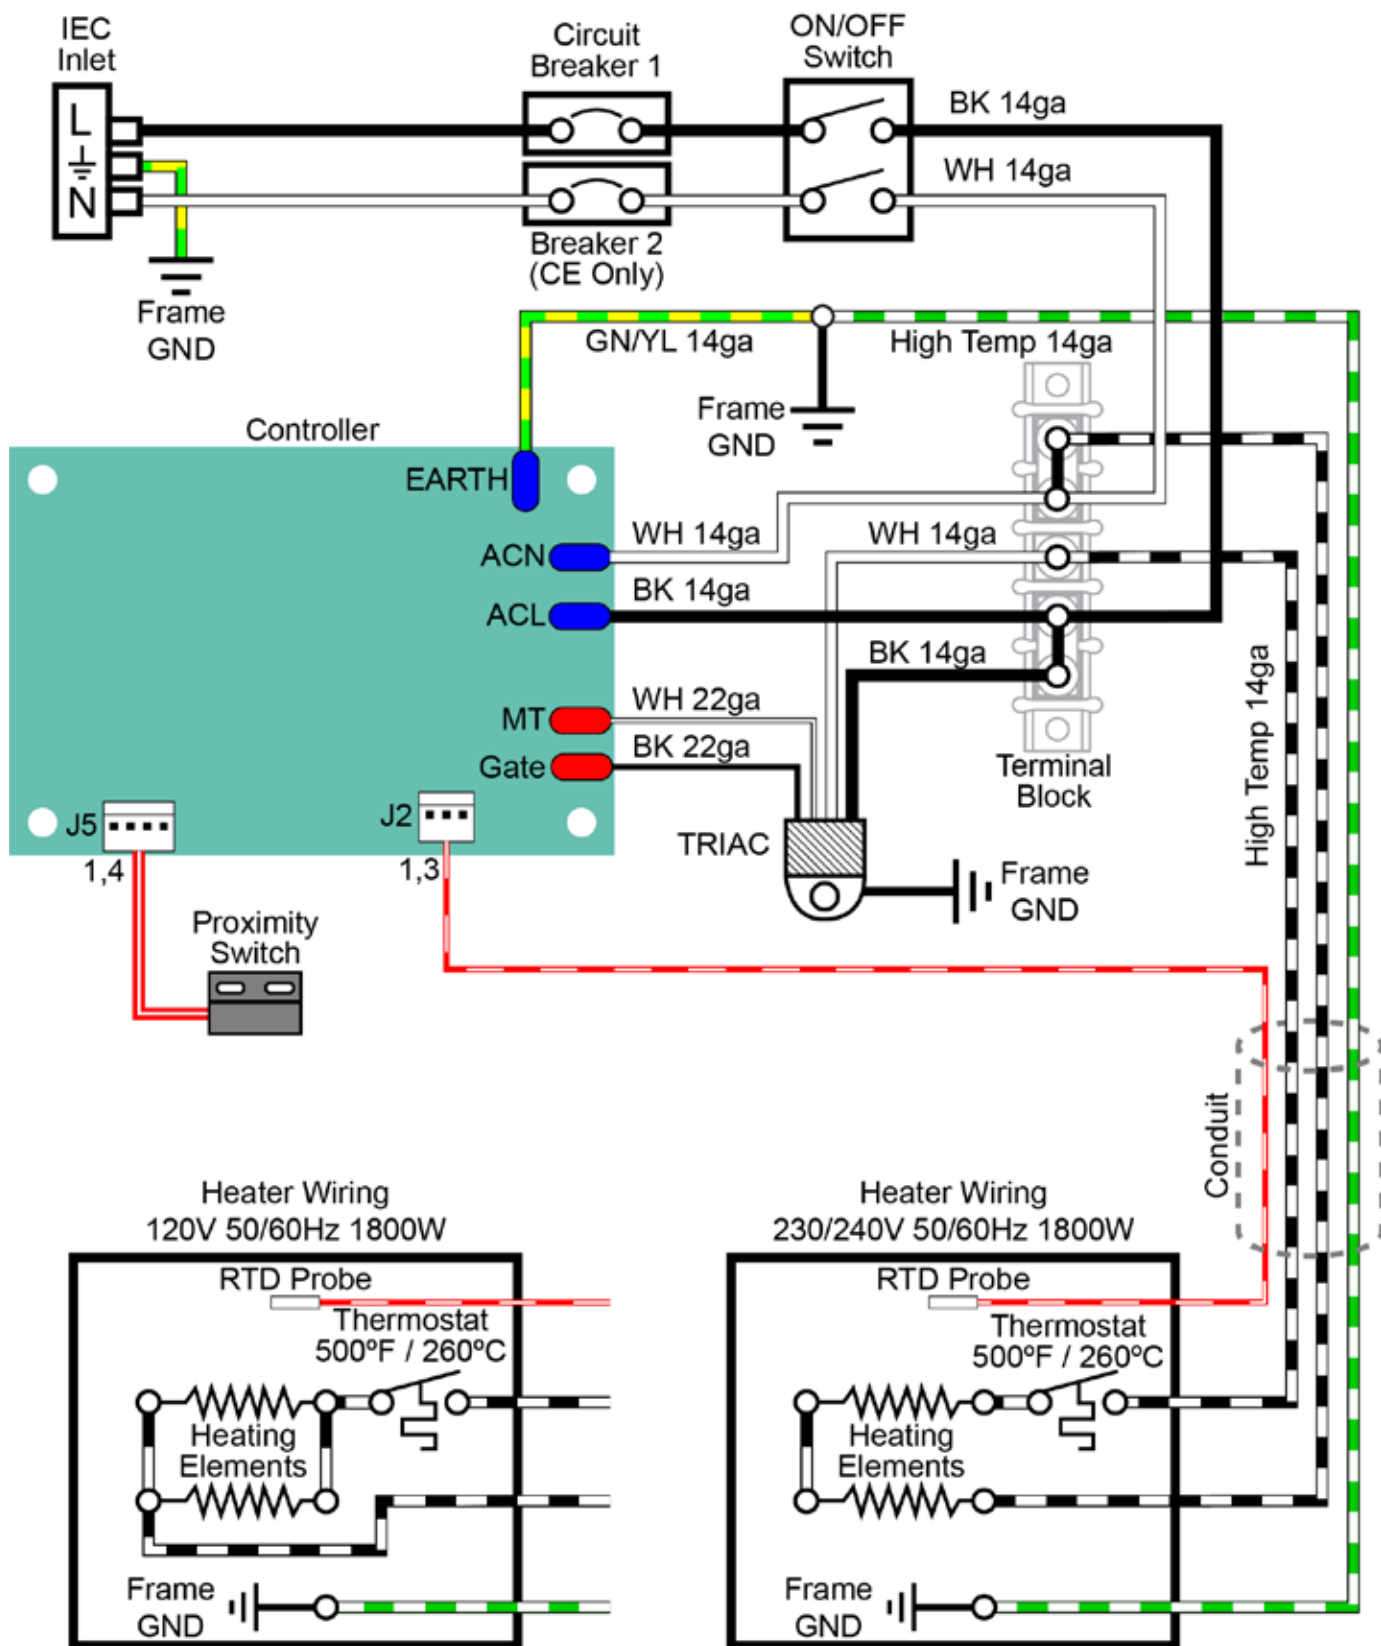 IEC
Inlet
Circuit
Breaker 1
ON/OFF
Switch
L
N
BK 14ga
WH 14ga
Breaker 2
(CE Only)
Frame
GND
GN/YL 14ga
High Temp 14ga
Frame
GND
Controller
EARTH
ACN
WH 14ga
WH 14ga
ACL
BK 14ga
BK 14ga
MT
WH 22ga
Gate
BK 22ga
Terminal
Block
High Temp 14ga
J5
J2
1,4
1,3
TRIAC
Frame
GND
Proximity
Switch
Conduit
Heater Wiring
120V 50/60Hz 1800W
RTD Probe
Thermostat
500ºF / 260ºC
Heating
Elements
Frame
GND
Heater Wiring
230/240V 50/60Hz 1800W
RTD Probe
Thermostat
500ºF / 260ºC
Heating
Elements
Frame
GND